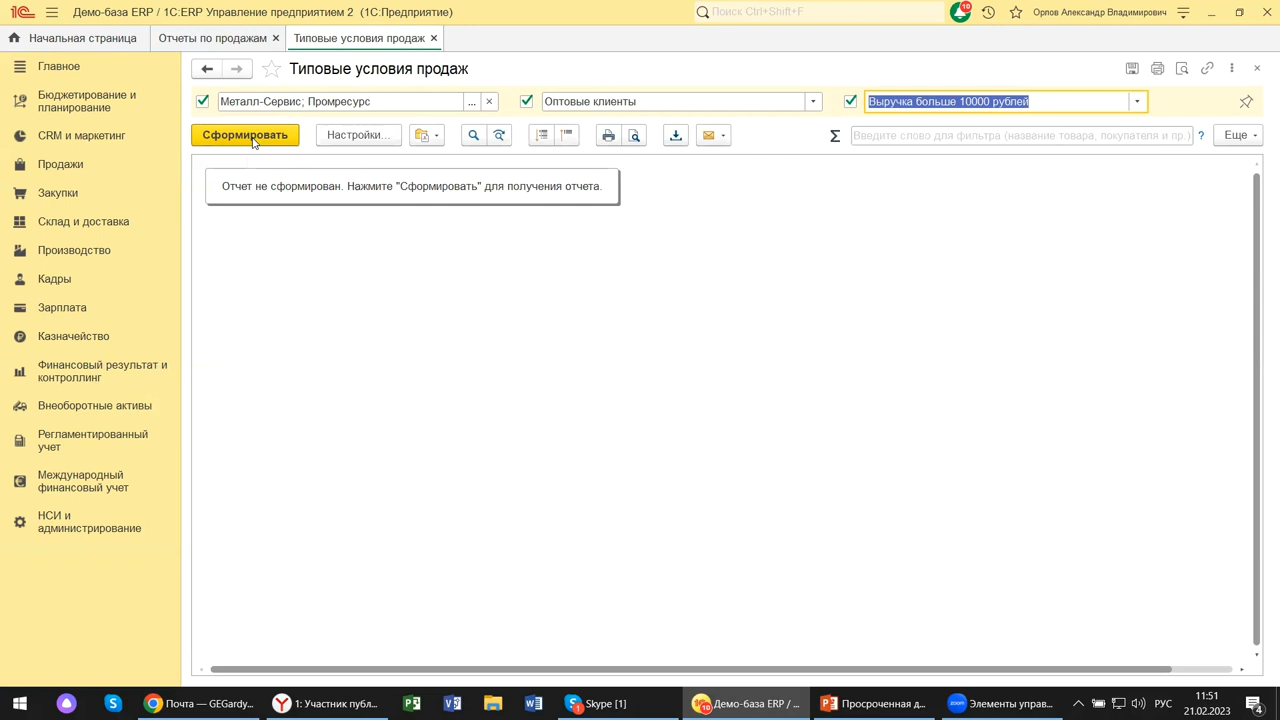 Демо-база ERP / 1С:ERP Управление предприятием 2 (1С:Предприятие)
Поиск Ctrl+Shift+F
10
Орлов Александр Владимирович
Начальная страница
Отчеты по продажам
Типовые условия продаж
Главное
Бюджетирование и
планирование
CRM и маркетинг
Продажи
Закупки
Склад и доставка
Производство
Кадры
Зарплата
Казначейство
Финансовый результат и
контроллинг
Внеоборотные активы
Регламентированный
учет
Международный
финансовый учет
НСИ и
администрирование
Типовые условия продаж
Металл-Сервис; Промресурс
...
Оптовые клиенты
Выручка больше 10000 рублей
Сформировать
Настройки...
Σ
Введите слово для фильтра (название товара, покупателя и пр.)
?
Еще
Отчет не сформирован. Нажмите "Сформировать" для получения отчета.
Почта — GEGardy...
1: Участник публ...
Skype [1]
Демо-база ERP / ...
10
Просроченная д...
zoom
Элементы управ...
РУС
11:51
21.02.2023
4